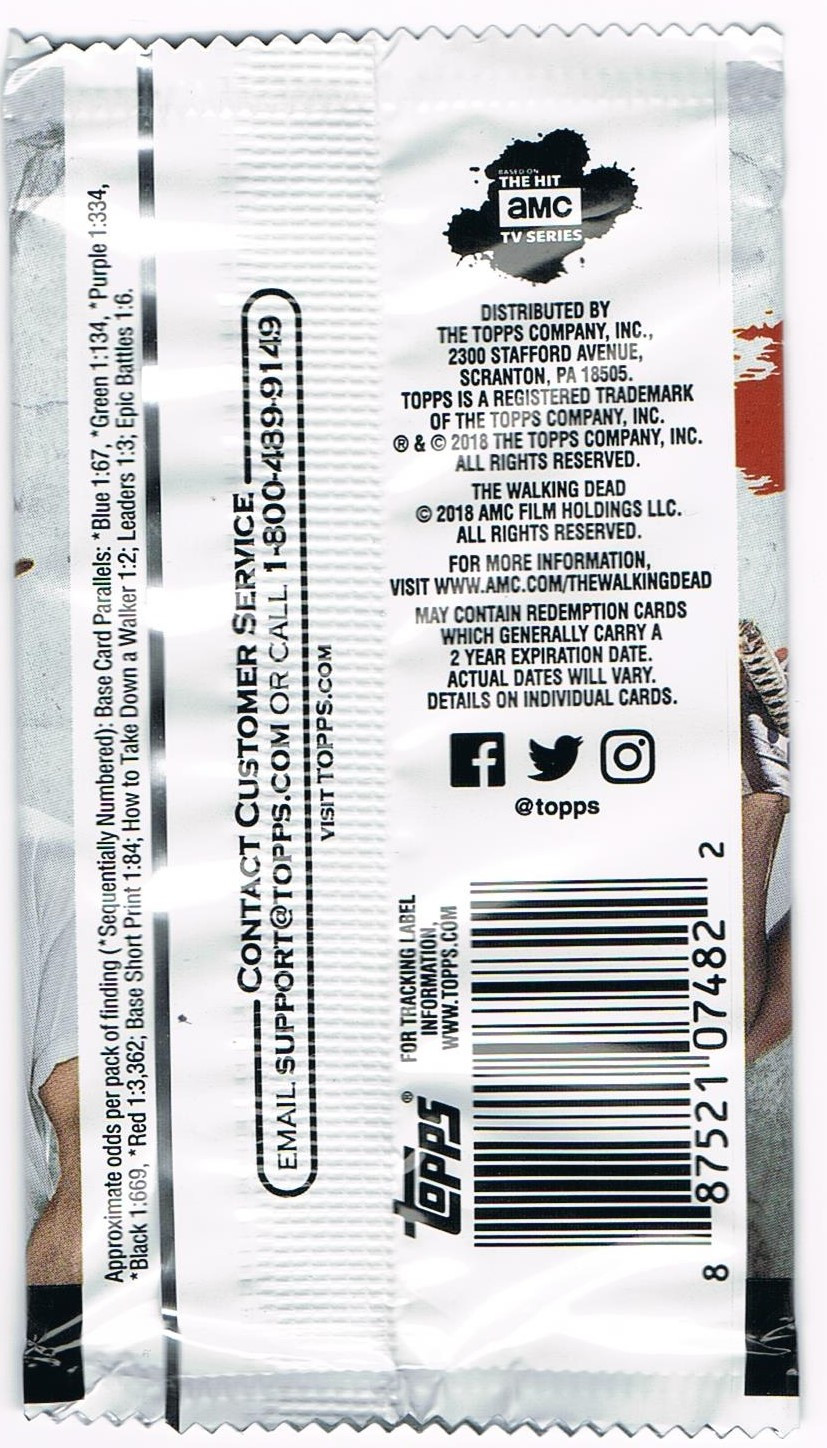 Approximate odds per pack of finding (*Sequentially Numbered): Base Card Parallels: *Blue 1:67, *Green 1:134, *Purple 1:334,
*Black 1:669, *Red 1:3,362; Base Short Print 1:84; How to Take Down a Walker 1:2; Leaders 1:3; Epic Battles 1:6.
CONTACT CUSTOMER SERVICE
EMAIL SUPPORT@TOPPS.COM OR CALL 1-800-489-9149
VISIT TOPPS.COM
BASED ON
THE HIT
aMC
TV SERIES
DISTRIBUTED BY
THE TOPPS COMPANY, INC.,
2300 STAFFORD AVENUE,
SCRANTON, PA 18505.
TOPPS IS A REGISTERED TRADEMARK
OF THE TOPPS COMPANY, INC.
® & © 2018 THE TOPPS COMPANY, INC.
ALL RIGHTS RESERVED.
THE WALKING DEAD
© 2018 AMC FILM HOLDINGS LLC.
ALL RIGHTS RESERVED.
FOR MORE INFORMATION,
VISIT WWW.AMC.COM/THEWALKINGDEAD
MAY CONTAIN REDEMPTION CARDS
WHICH GENERALLY CARRY A
2 YEAR EXPIRATION DATE.
ACTUAL DATES WILL VARY.
DETAILS ON INDIVIDUAL CARDS.
@topps
FOR TRACKING LABEL
INFORMATION,
WWW.TOPPS.COM
topps®
8 87521 07482 2